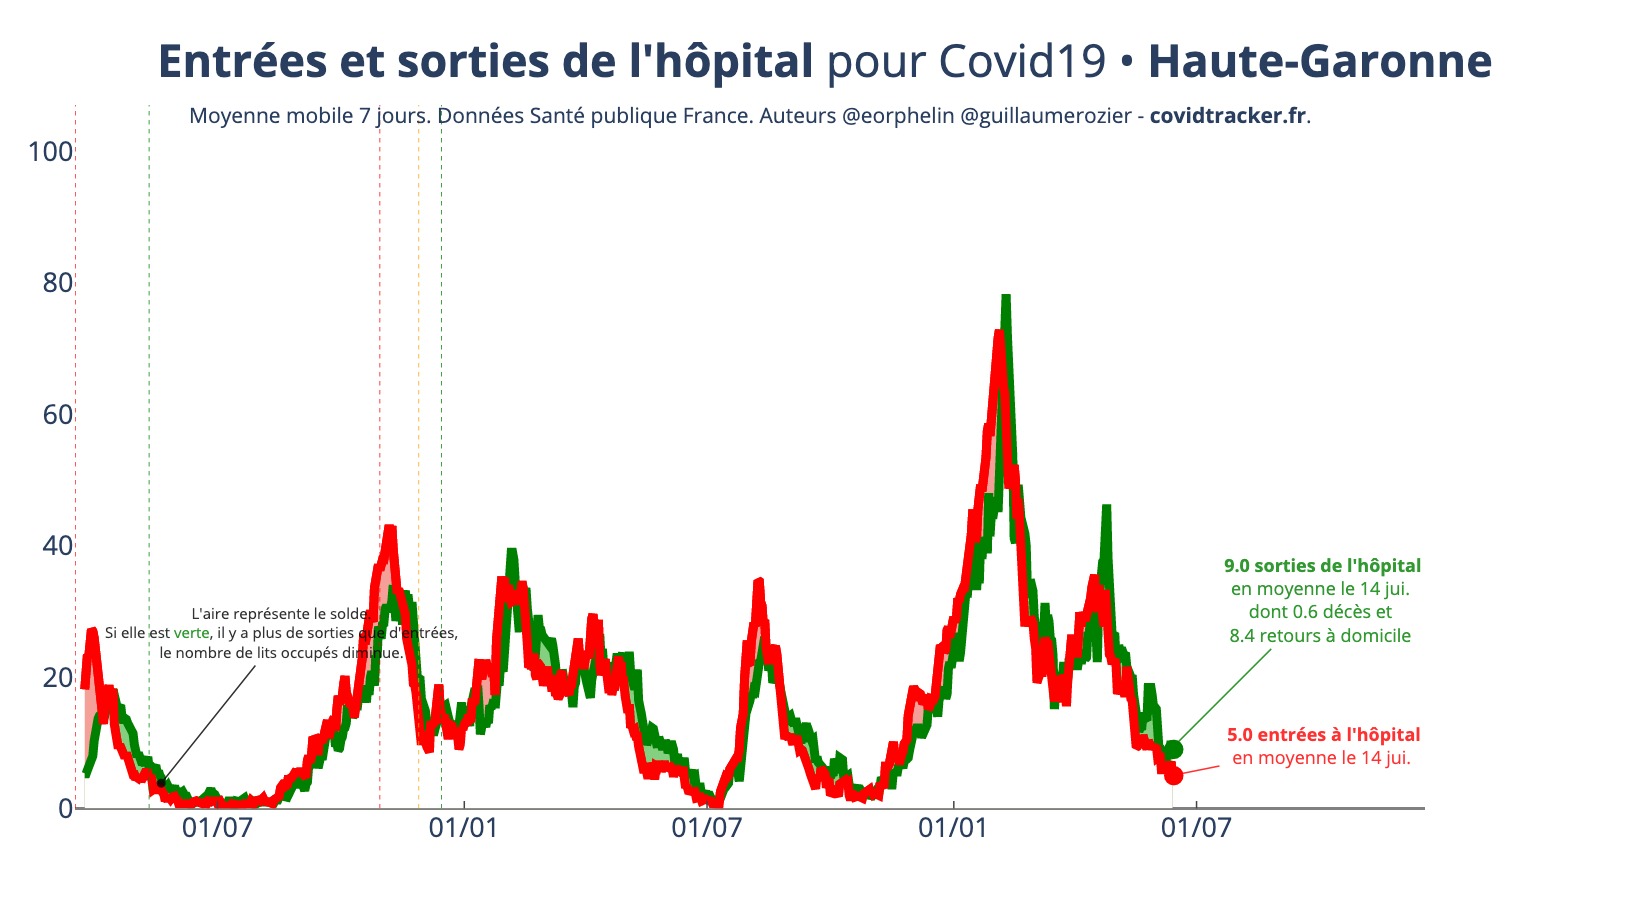 Entrées et sorties de l'hôpital pour Covid19 • Haute-Garonne
Moyenne mobile 7 jours. Données Santé publique France. Auteurs @eorphelin @guillaumerozier - covidtracker.fr.
100
80
60
40
20
0
L'aire représente le solde.
Si elle est verte, il y a plus de sorties que d'entrées,
le nombre de lits occupés diminue.
9.0 sorties de l'hôpital
en moyenne le 14 jui.
dont 0.6 décès et
8.4 retours à domicile
5.0 entrées à l'hôpital
en moyenne le 14 jui.
01/07
01/01
01/07
01/01
01/07